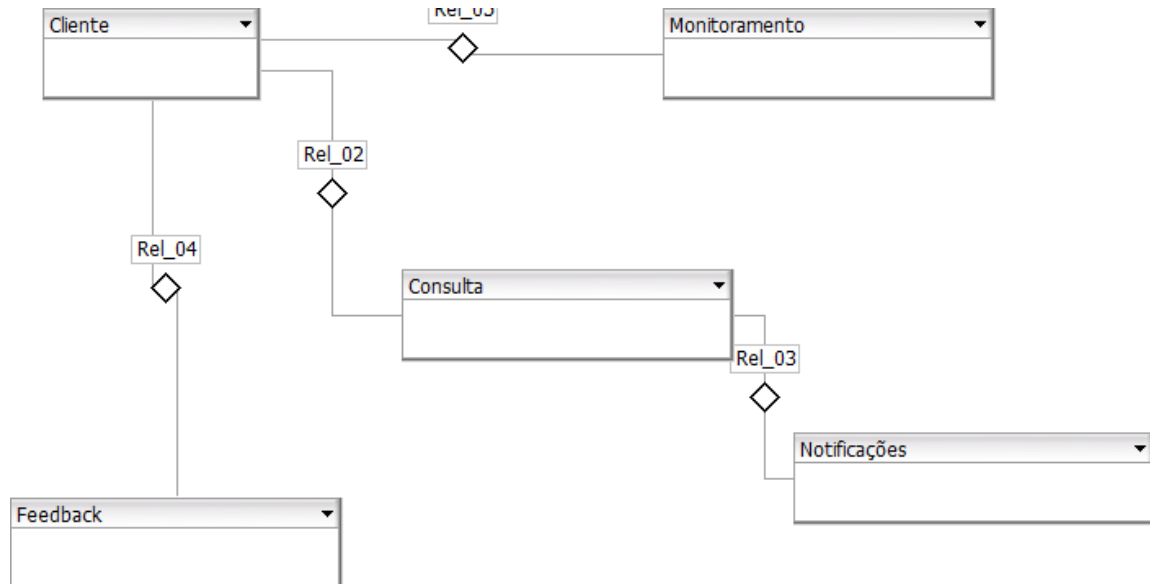 Cliente
Monitoramento
Rel_02
Rel_04
Consulta
Rel_03
Notificações
Feedback